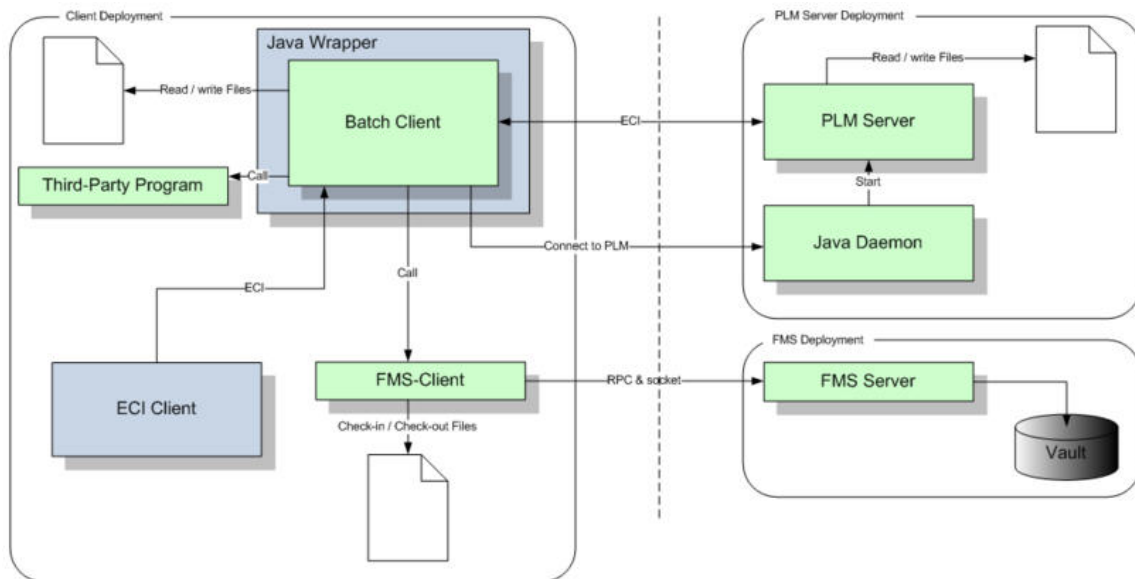 Client Deployment
PLM Server Deployment
Java Wrapper
Read / write Files
Read / write Files
Batch Client
ECI
PLM Server
Third-Party Program
Call
Start
Java Daemon
Connect to PLM
Call
ECI
FMS Deployment
FMS-Client
RPC & socket
FMS Server
ECI Client
Check-in / Check-out Files
Vault